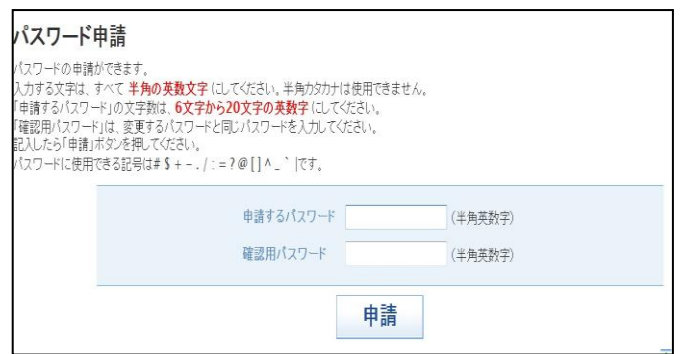 パスワード申請
パスワードの申請ができます。
入力する文字は、すべて 半角の英数文字 にしてください。半角カタカナは使用できません。
「申請するパスワード」の文字数は、6文字から20文字の英数字 にしてください。
「確認用パスワード」は、変更するパスワードと同じパスワードを入力してください。
記入したら「申請」ボタンを押してください。
パスワードに使用できる記号は# $ + - . / : = ? @ [ ] ^ _ ` |です。
申請するパスワード (半角英数字)
確認用パスワード (半角英数字)
申請